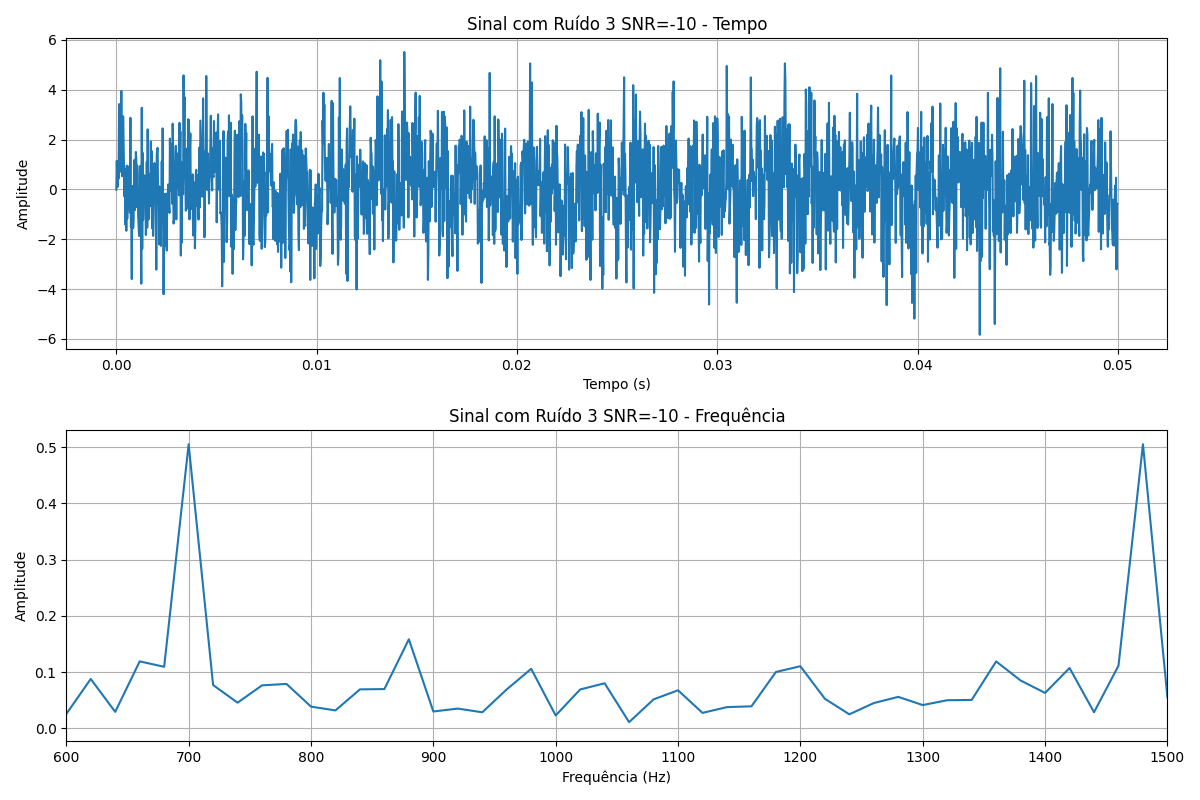 Sinal com Ruído 3 SNR=-10 - Tempo
6
4
2
0
−2
−4
−6
Amplitude
0.00 0.01 0.02 0.03 0.04 0.05
Tempo (s)
Sinal com Ruído 3 SNR=-10 - Frequência
0.5
0.4
0.3
0.2
0.1
0.0
Amplitude
600 700 800 900 1000 1100 1200 1300 1400 1500
Frequência (Hz)